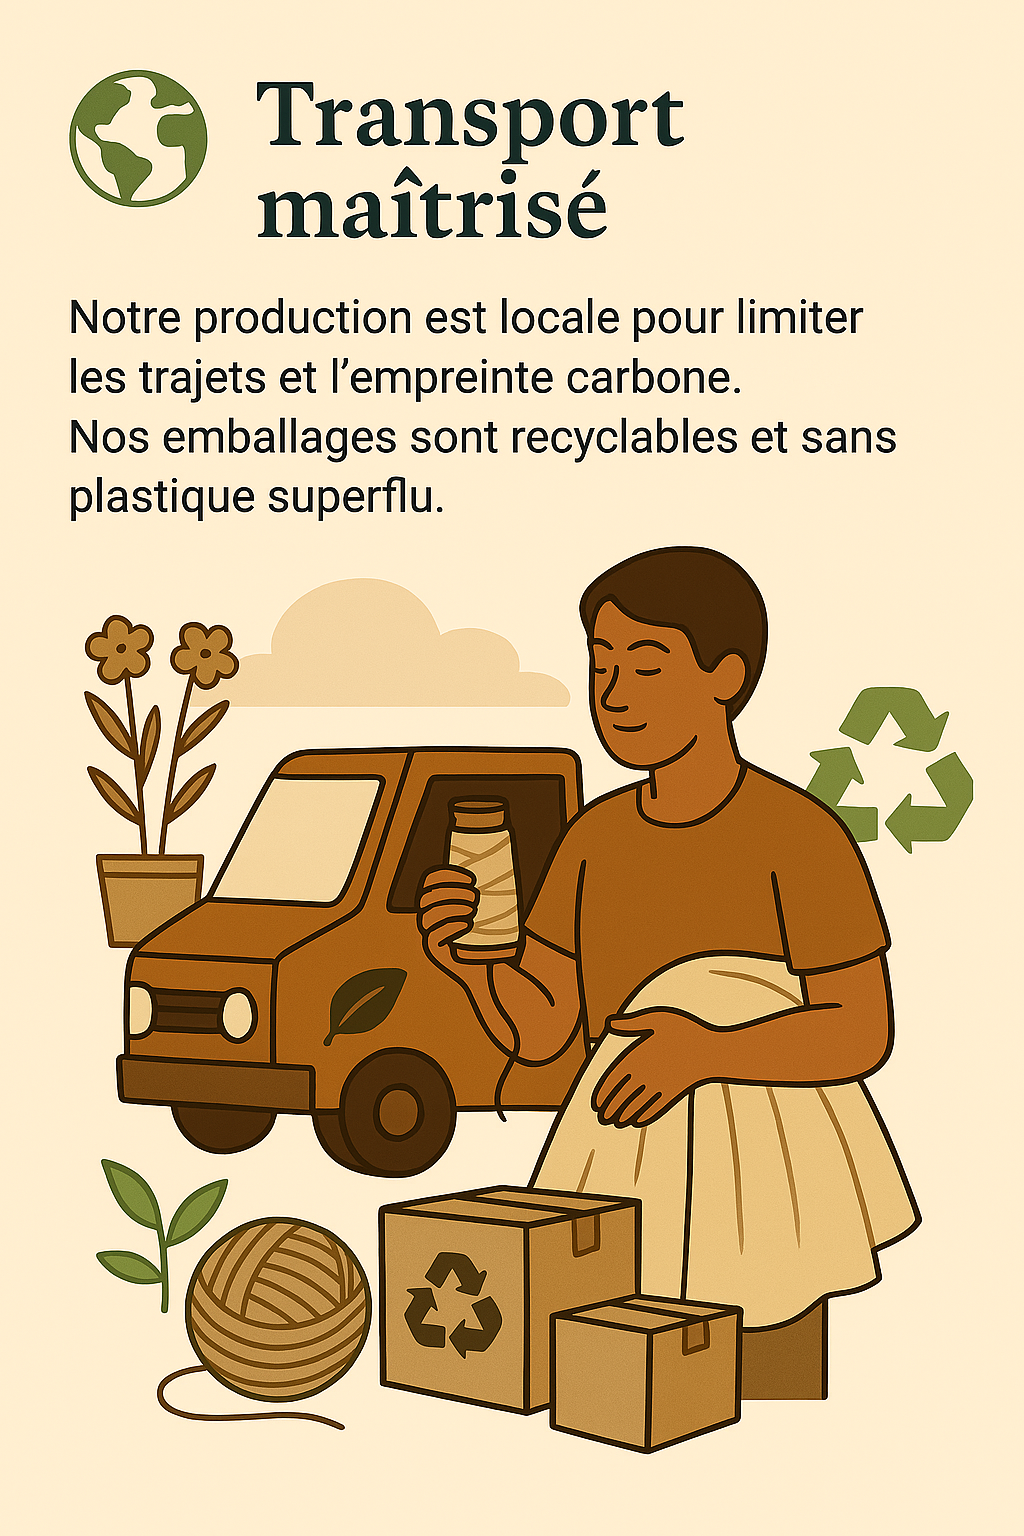 Transport
maîtrisé
Notre production est locale pour limiter
les trajets et l’empreinte carbone.
Nos emballages sont recyclables et sans
plastique superflu.